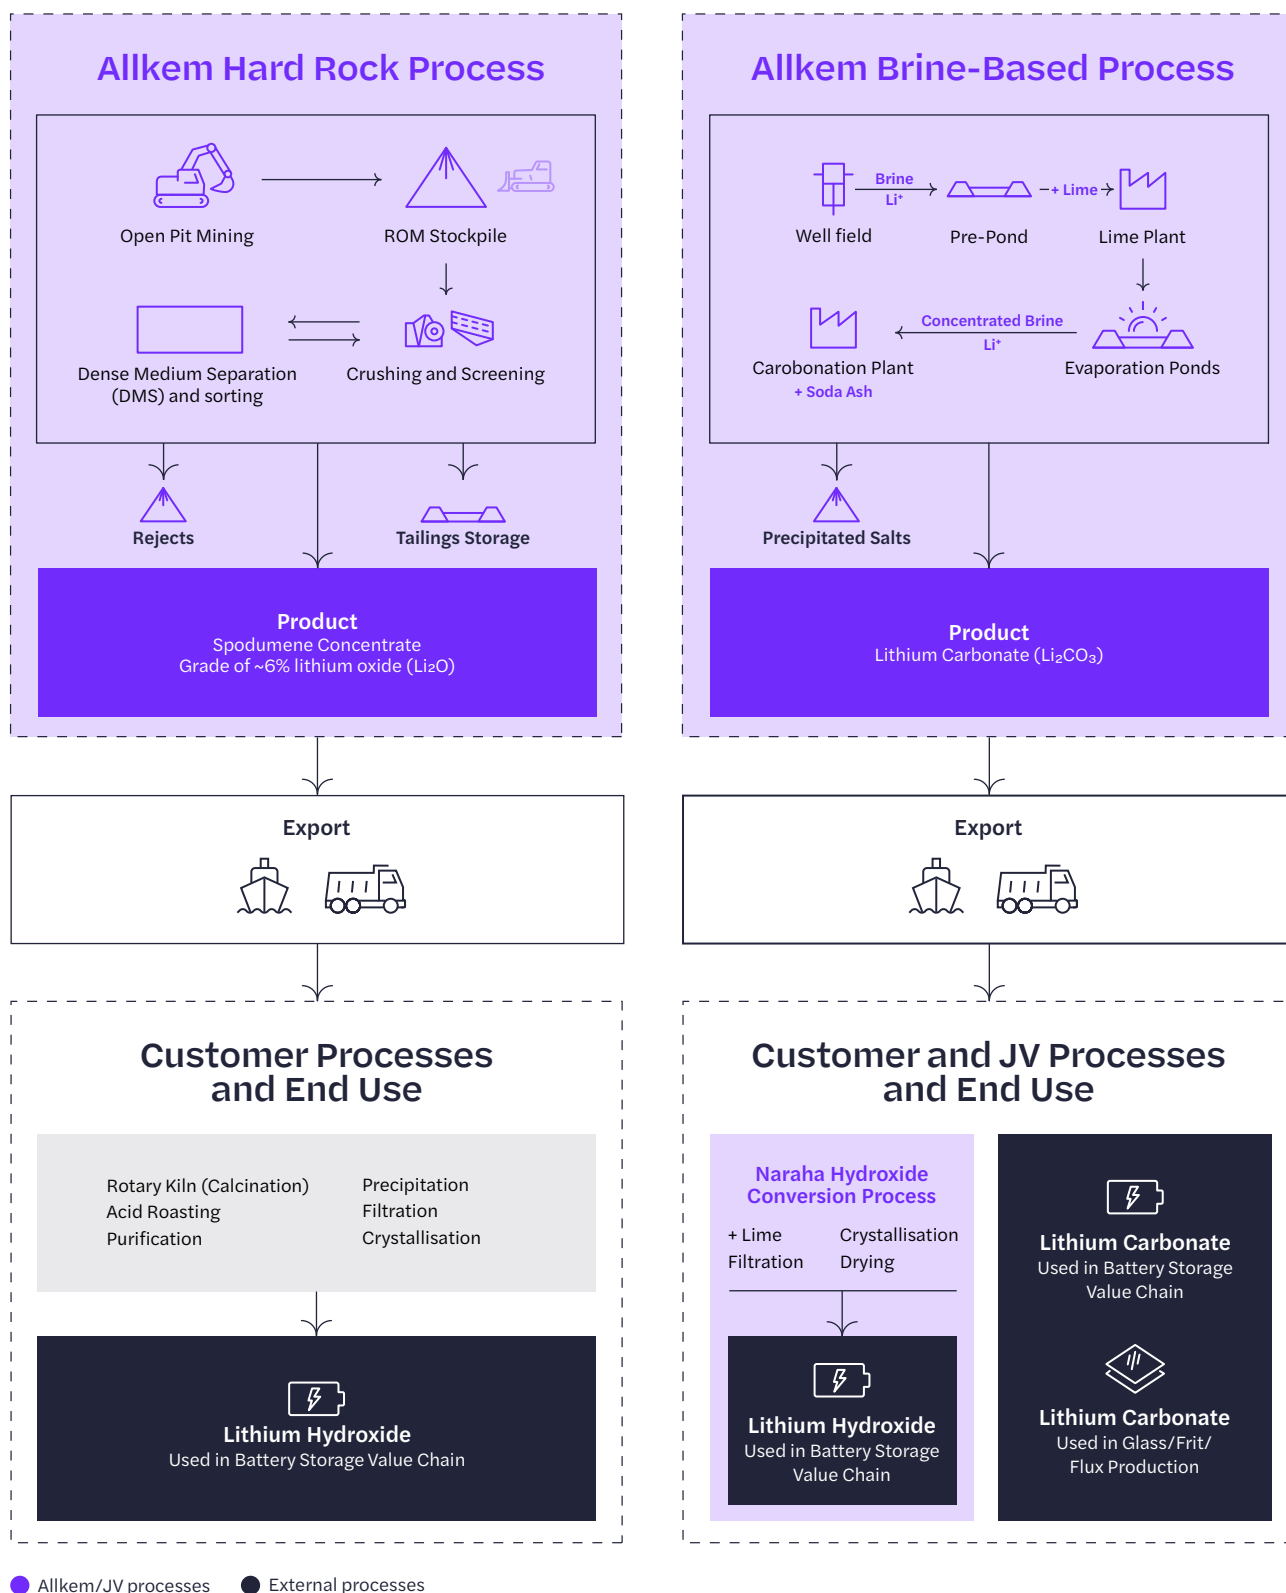 Allkem Hard Rock Process
Open Pit Mining
ROM Stockpile
Dense Medium Separation
(DMS) and sorting
Crushing and Screening
Rejects
Tailings Storage
Product
Spodumene Concentrate
Grade of ~6% lithium oxide (Li₂O)
Export
Customer Processes
and End Use
Rotary Kiln (Calcination)
Acid Roasting
Purification
Precipitation
Filtration
Crystallisation
Lithium Hydroxide
Used in Battery Storage Value Chain
Allkem Brine-Based Process
Brine
Li⁺
+ Lime
Well field
Pre-Pond
Lime Plant
Concentrated Brine
Li⁺
Carobonation Plant
+ Soda Ash
Evaporation Ponds
Precipitated Salts
Product
Lithium Carbonate (Li₂CO₃)
Export
Customer and JV Processes
and End Use
Naraha Hydroxide
Conversion Process
+ Lime
Filtration
Crystallisation
Drying
Lithium Hydroxide
Used in Battery Storage
Value Chain
Lithium Carbonate
Used in Battery Storage
Value Chain
Lithium Carbonate
Used in Glass/Frit/
Flux Production
Allkem/JV processes
External processes